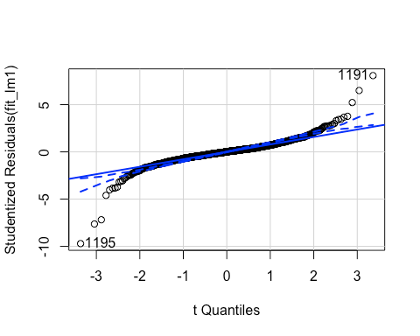 Studentized Residuals(fit_lm1)
5
0
-5
-10
1191
1195
-3 -2 -1 0 1 2 3
t Quantiles